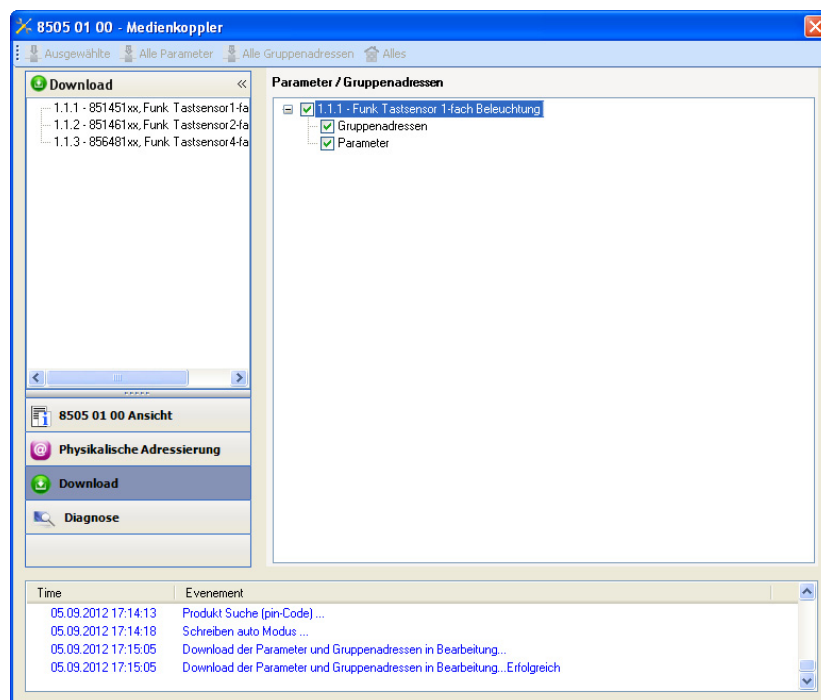 8505 01 00 - Medienkoppler
Ausgewählte Alle Parameter Alle Gruppenadressen Alles
Download «
1.1.1 - 851451xx, Funk Tastsensor1-fa
1.1.2 - 851461xx, Funk Tastsensor2-fa
1.1.3 - 856481xx, Funk Tastsensor4-fa
8505 01 00 Ansicht
Physikalische Adressierung
Download
Diagnose
Parameter / Gruppenadressen
1.1.1 - Funk Tastsensor 1-fach Beleuchtung
Gruppenadressen
Parameter
Time Evenement
05.09.2012 17:14:13 Produkt Suche (pin-Code) ...
05.09.2012 17:14:18 Schreiben auto Modus ...
05.09.2012 17:15:05 Download der Parameter und Gruppenadressen in Bearbeitung...
05.09.2012 17:15:05 Download der Parameter und Gruppenadressen in Bearbeitung...Erfolgreich